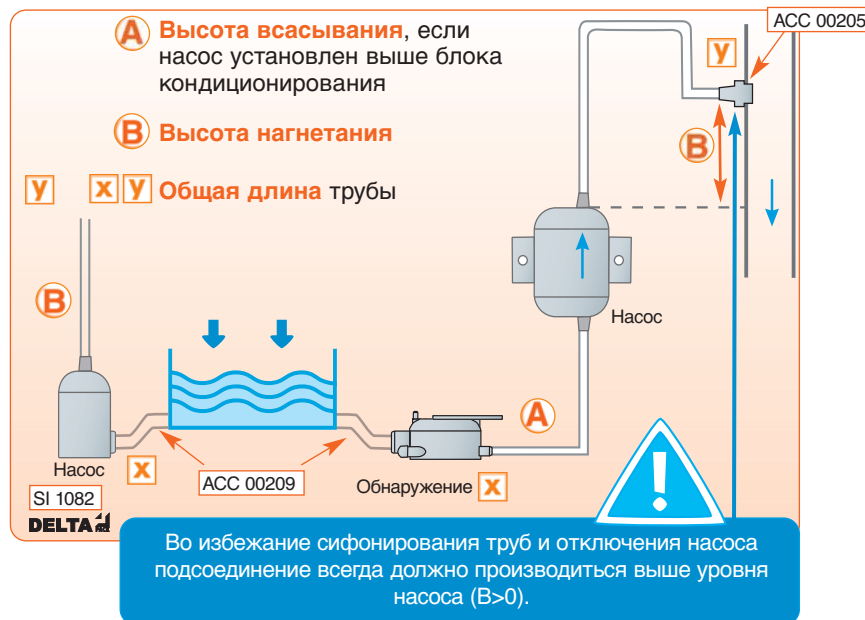 A Высота всасывания, если
насос установлен выше блока
кондиционирования
B Высота нагнетания
y x y Общая длина трубы
ACC 00205
y
B
B
Насос
A
Насос
x
ACC 00209
Обнаружение x
SI 1082
DELTA
!
Во избежание сифонирования труб и отключения насоса
подсоединение всегда должно производиться выше уровня
насоса (B>0).